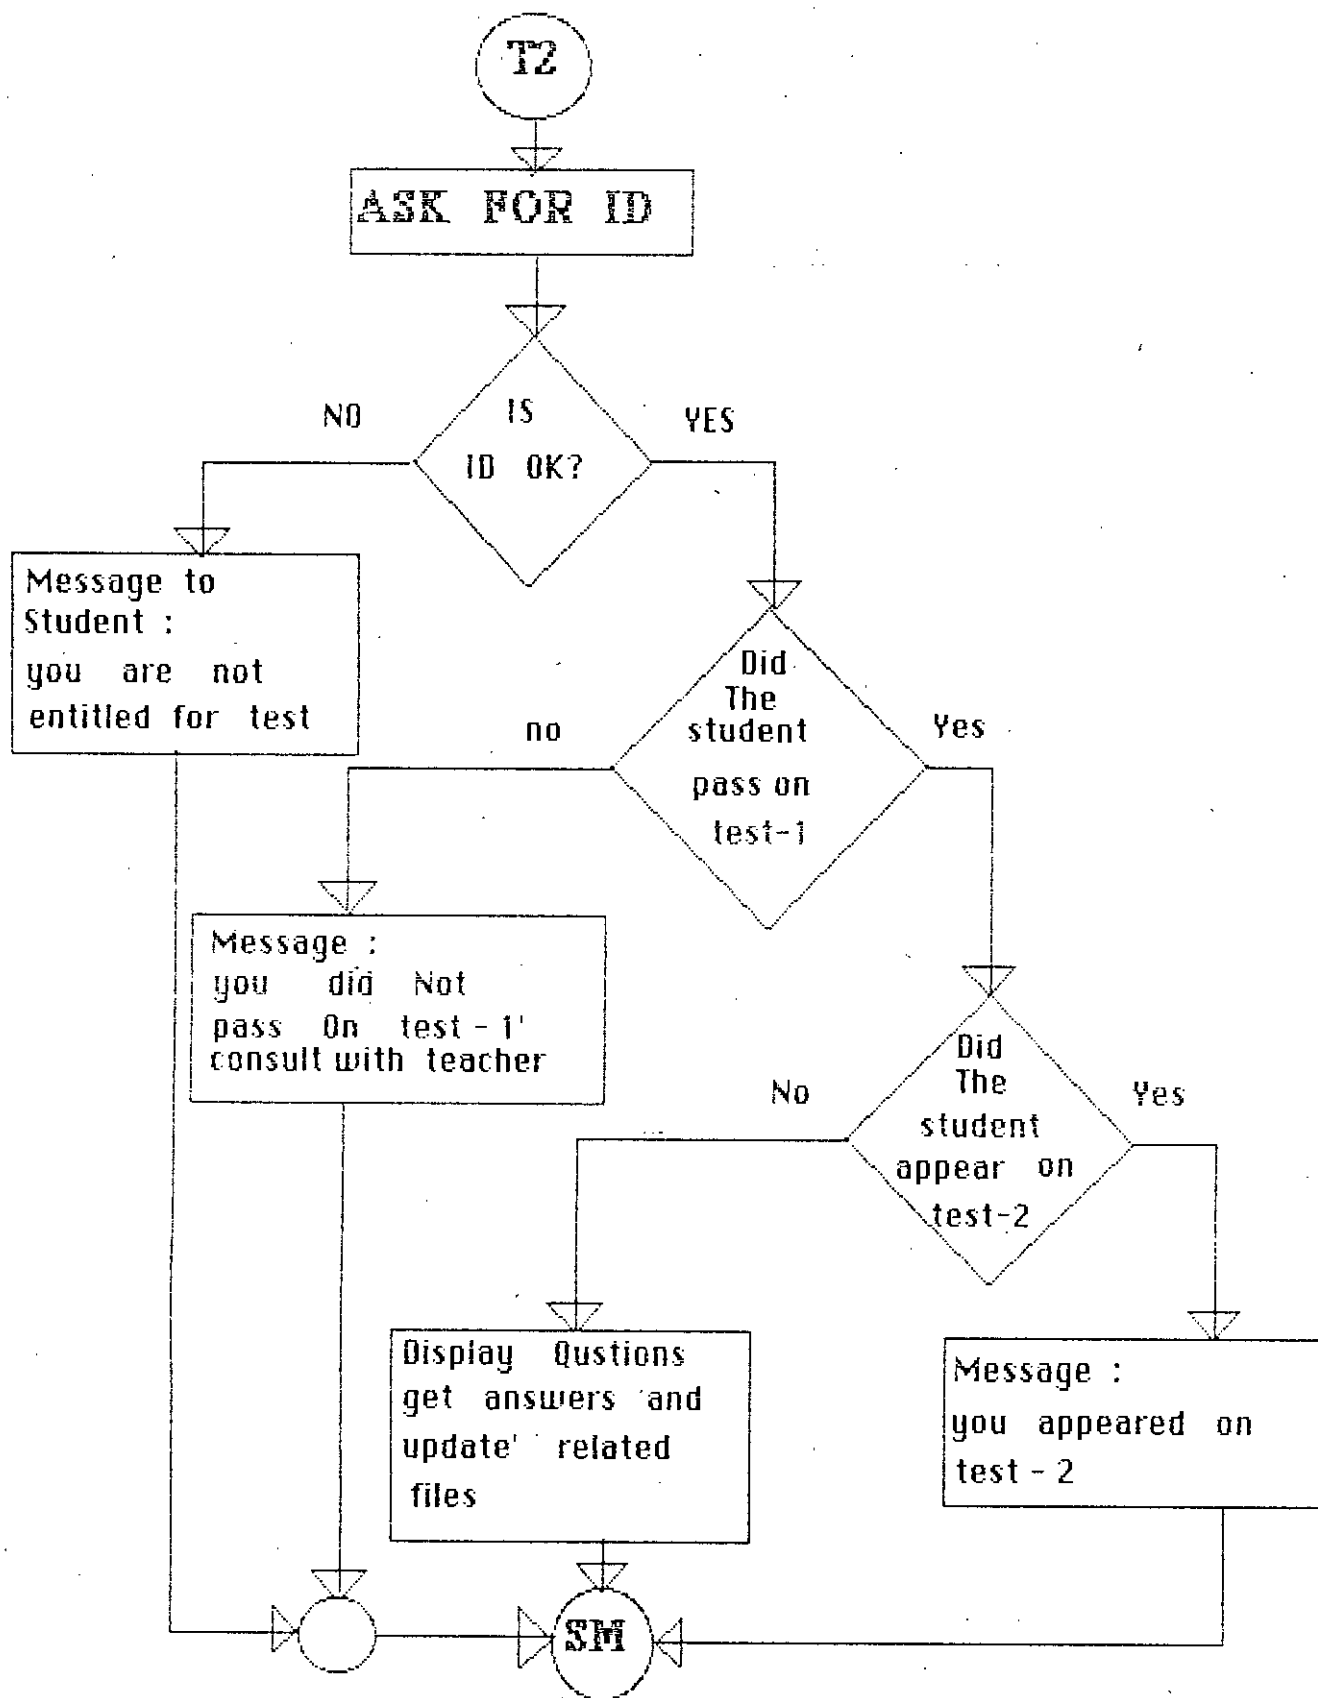 T2
ASK FOR ID
NO
IS
YES
ID OK?
Message to
Student :
you are not
entitled for test
Did
The
student
pass on
test-1
no
Yes
Message :
you did Not
pass On test - 1'
consult with teacher
Did
The
student
appear on
test-2
No
Yes
Display Qustions
get answers and
update' related
files
Message :
you appeared on
test - 2
SM